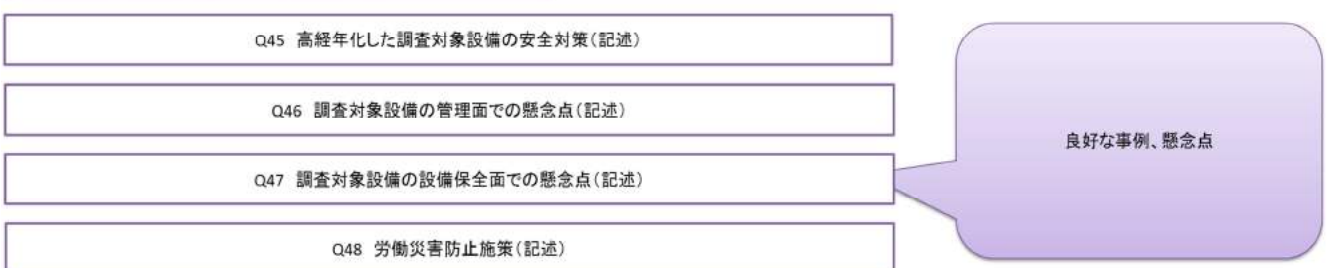 Q45 高経年化した調査対象設備の安全対策(記述)
Q46 調査対象設備の管理面での懸念点(記述)
Q47 調査対象設備の設備保全面での懸念点(記述)
Q48 労働災害防止施策(記述)
良好な事例、懸念点